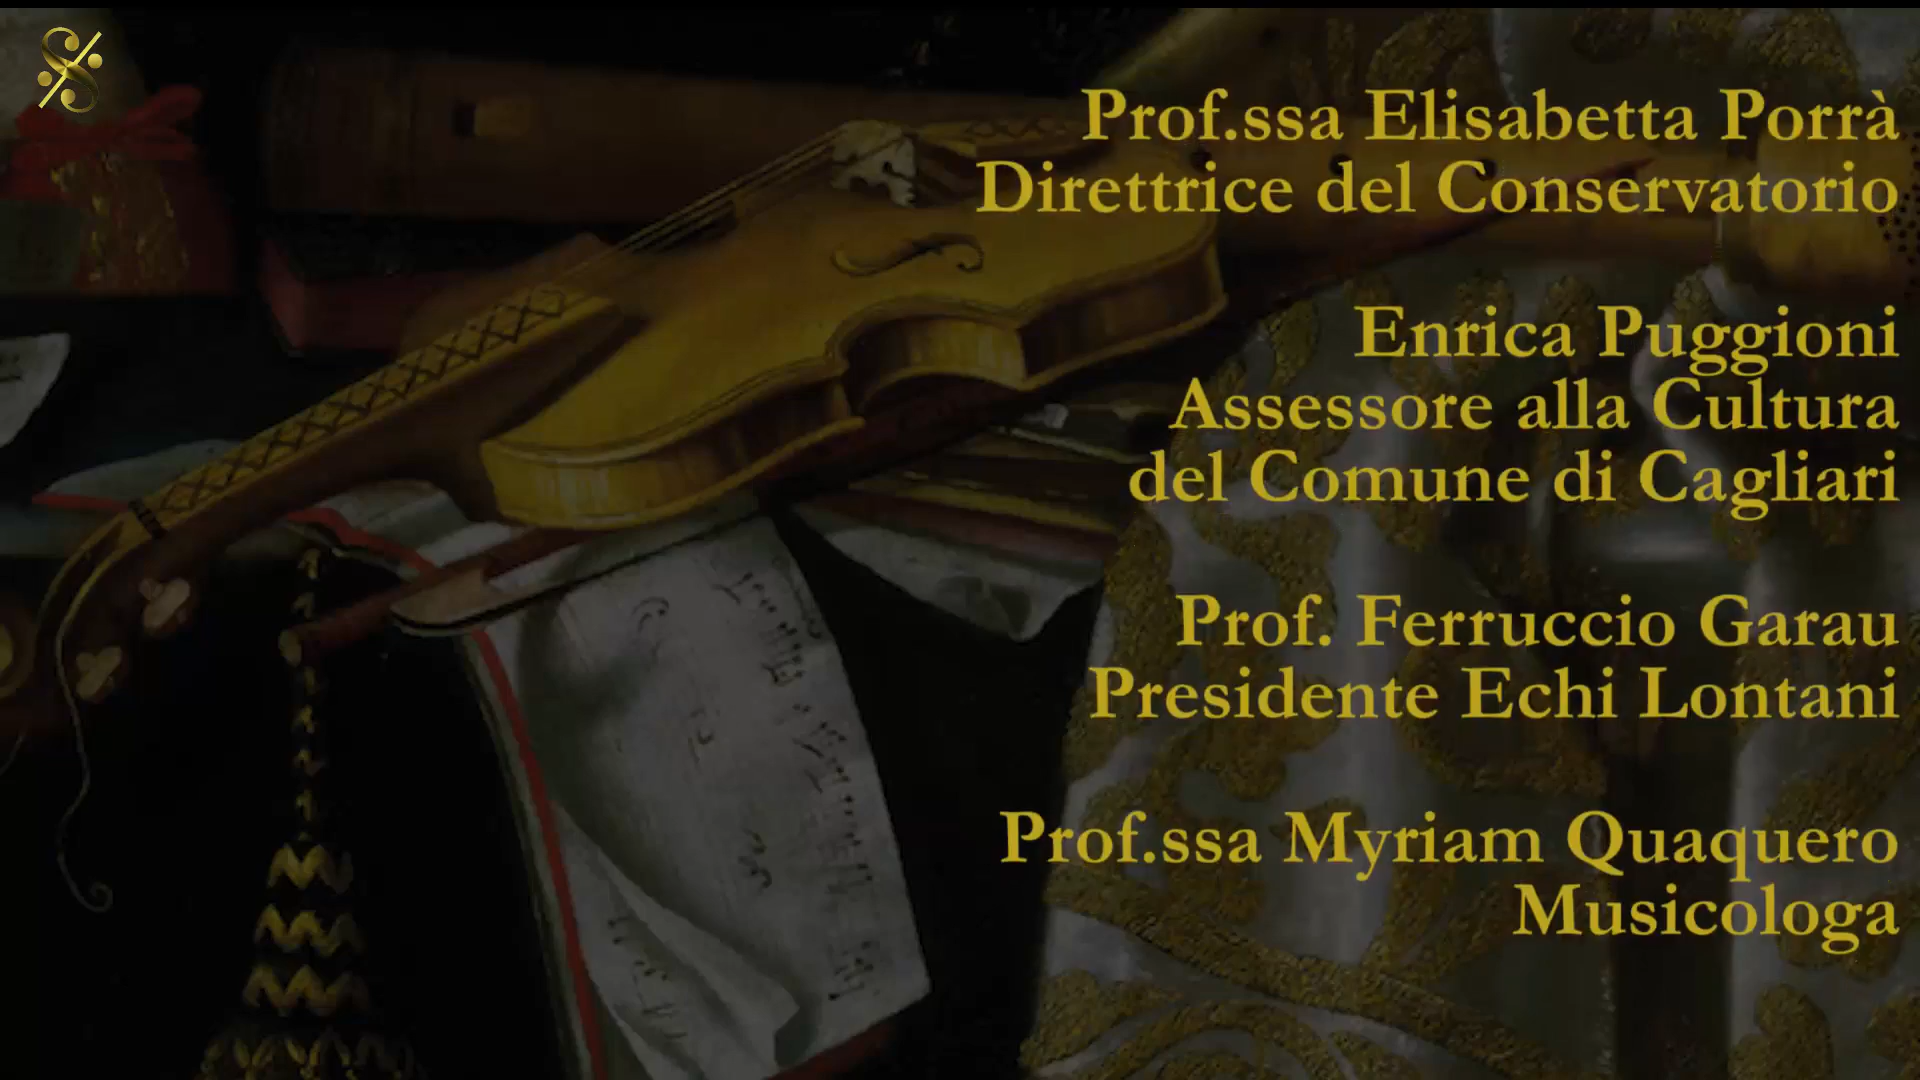 Prof.ssa Elisabetta Porrà
Direttrice del Conservatorio
Enrica Puggioni
Assessore alla Cultura
del Comune di Cagliari
Prof. Ferruccio Garau
Presidente Echi Lontani
Prof.ssa Myriam Quaquero
Musicologa